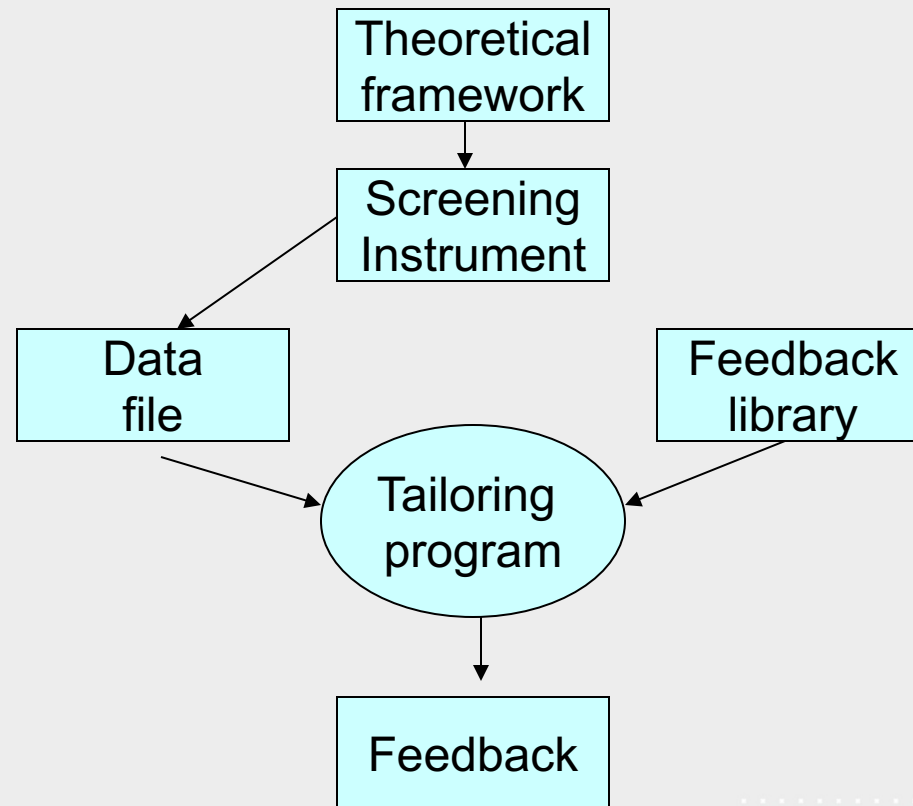 Theoretical
framework
Screening
Instrument
Data
file
Feedback
library
Tailoring
program
Feedback